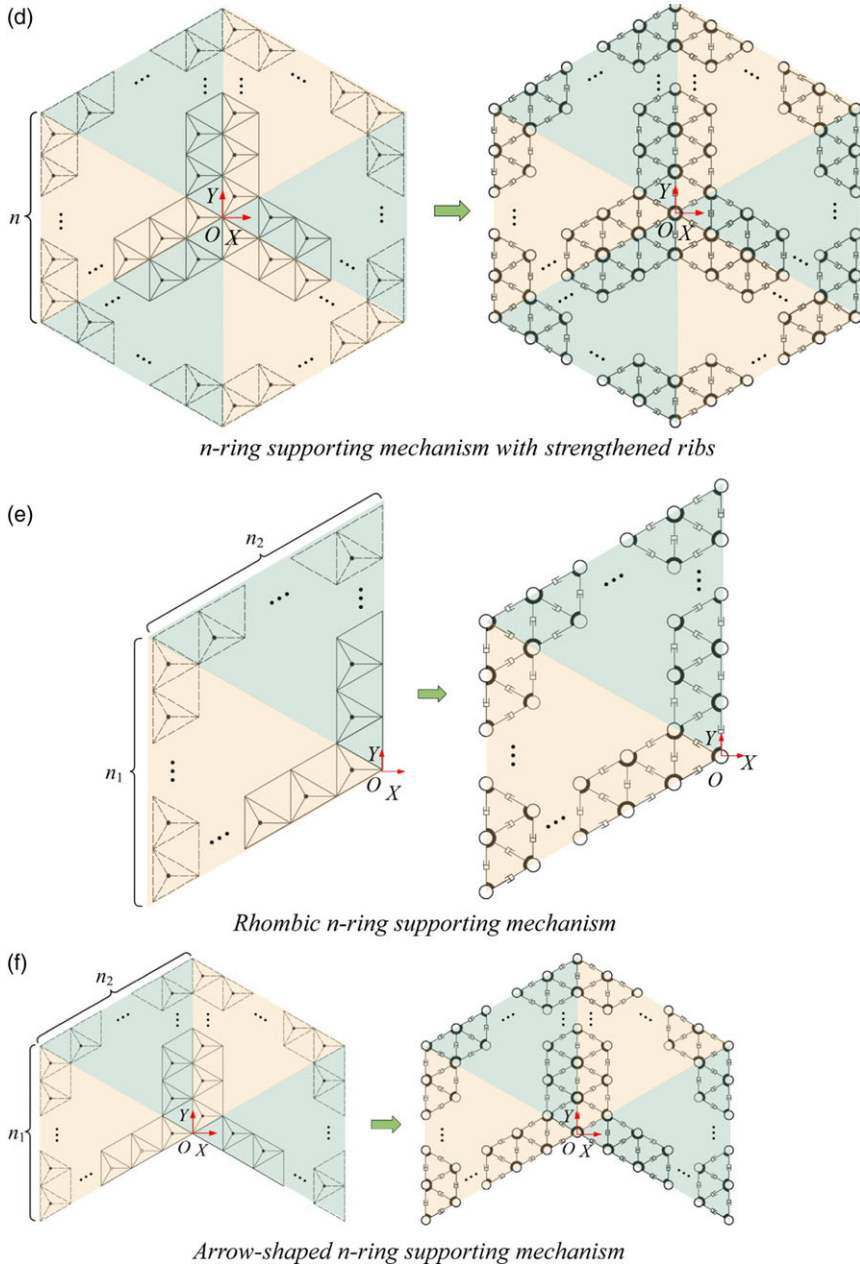 (d)
n
Y
O
X
Y
O
X
n-ring supporting mechanism with strengthened ribs
(e)
n2
n1
Y
O
X
Y
O
X
Rhombic n-ring supporting mechanism
(f)
n2
n1
Y
O
X
Y
O
X
Arrow-shaped n-ring supporting mechanism